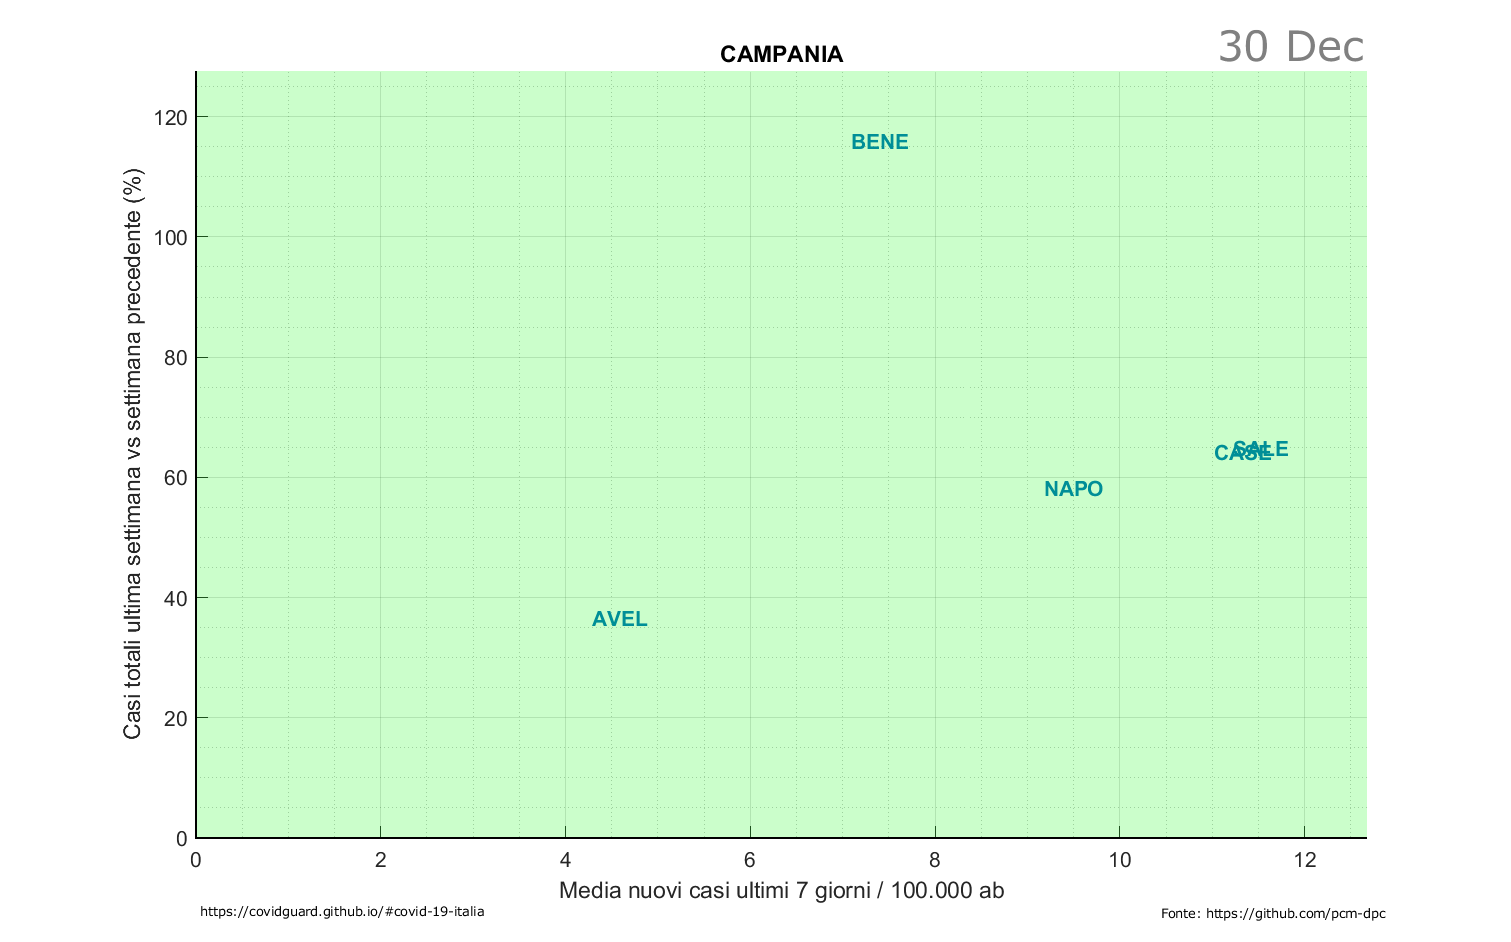 30 Dec
CAMPANIA
Casi totali ultima settimana vs settimana precedente (%)
120
100
80
60
40
20
0
BENE
SALE
CASE
NAPO
AVEL
0 2 4 6 8 10 12
Media nuovi casi ultimi 7 giorni / 100.000 ab
https://covidguard.github.io/#covid-19-italia
Fonte: https://github.com/pcm-dpc